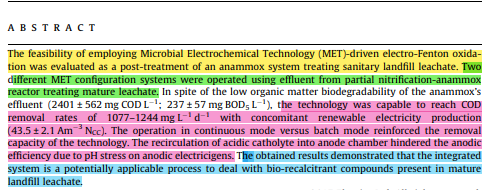 A B S T R A C T
The feasibility of employing Microbial Electrochemical Technology (MET)-driven electro-Fenton oxida-
tion was evaluated as a post-treatment of an anammox system treating sanitary landfill leachate. Two
different MET configuration systems were operated using effluent from partial nitrification-anammox
reactor treating mature leachate. In spite of the low organic matter biodegradability of the anammox's
effluent (2401 ± 562 mg COD L−1; 237 ± 57 mg BOD5 L−1), the technology was capable to reach COD
removal rates of 1077–1244 mg L−1 d−1 with concomitant renewable electricity production
(43.5 ± 2.1 Am−3 NCC). The operation in continuous mode versus batch mode reinforced the removal
capacity of the technology. The recirculation of acidic catholyte into anode chamber hindered the anodic
efficiency due to pH stress on anodic electricigens. The obtained results demonstrated that the integrated
system is a potentially applicable process to deal with bio-recalcitrant compounds present in mature
landfill leachate.